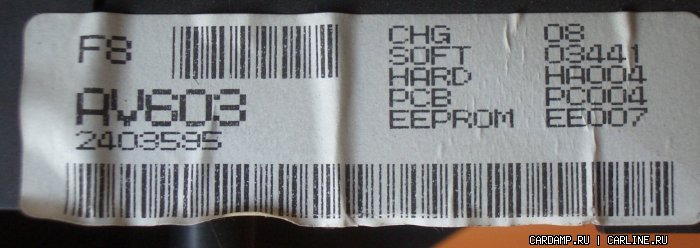 F8
AV603
2403595
CHG 08
SOFT 03441
HARD HA004
PCB PC004
EEPROM EE007
CARDAMP.RU | CARLINE.RU